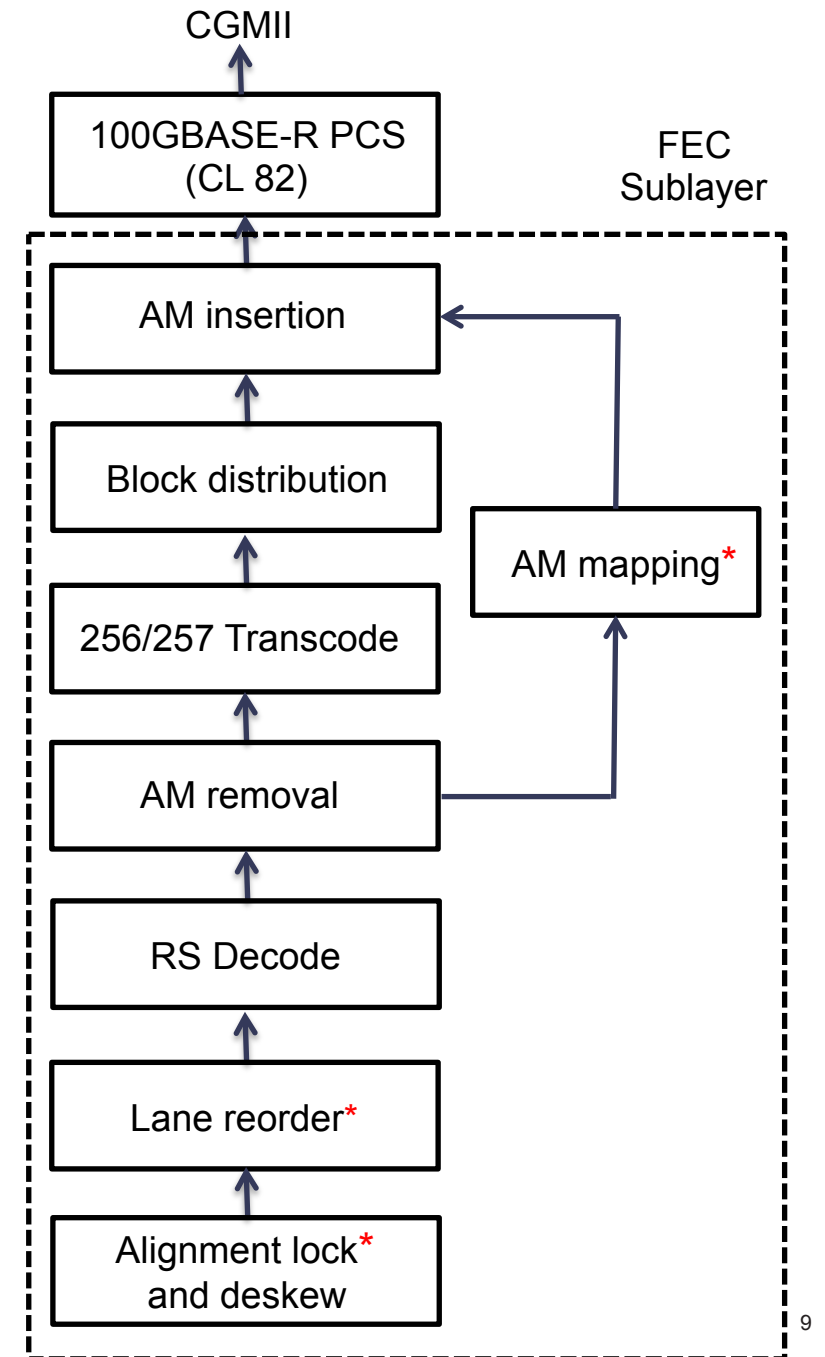 CGMII
100GBASE-R PCS
(CL 82)
FEC
Sublayer
AM insertion
Block distribution
AM mapping*
256/257 Transcode
AM removal
RS Decode
Lane reorder*
Alignment lock*
and deskew
9